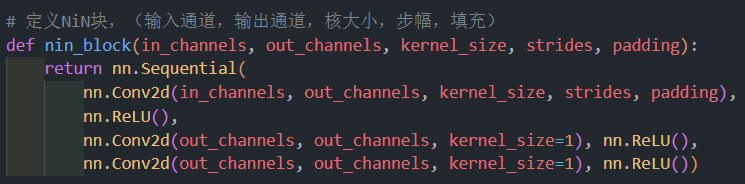 # 定义NiN块，（输入通道，输出通道，核大小，步幅，填充）
def nin_block(in_channels, out_channels, kernel_size, strides, padding):
    return nn.Sequential(
        nn.Conv2d(in_channels, out_channels, kernel_size, strides, padding),
        nn.ReLU(),
        nn.Conv2d(out_channels, out_channels, kernel_size=1), nn.ReLU(),
        nn.Conv2d(out_channels, out_channels, kernel_size=1), nn.ReLU())